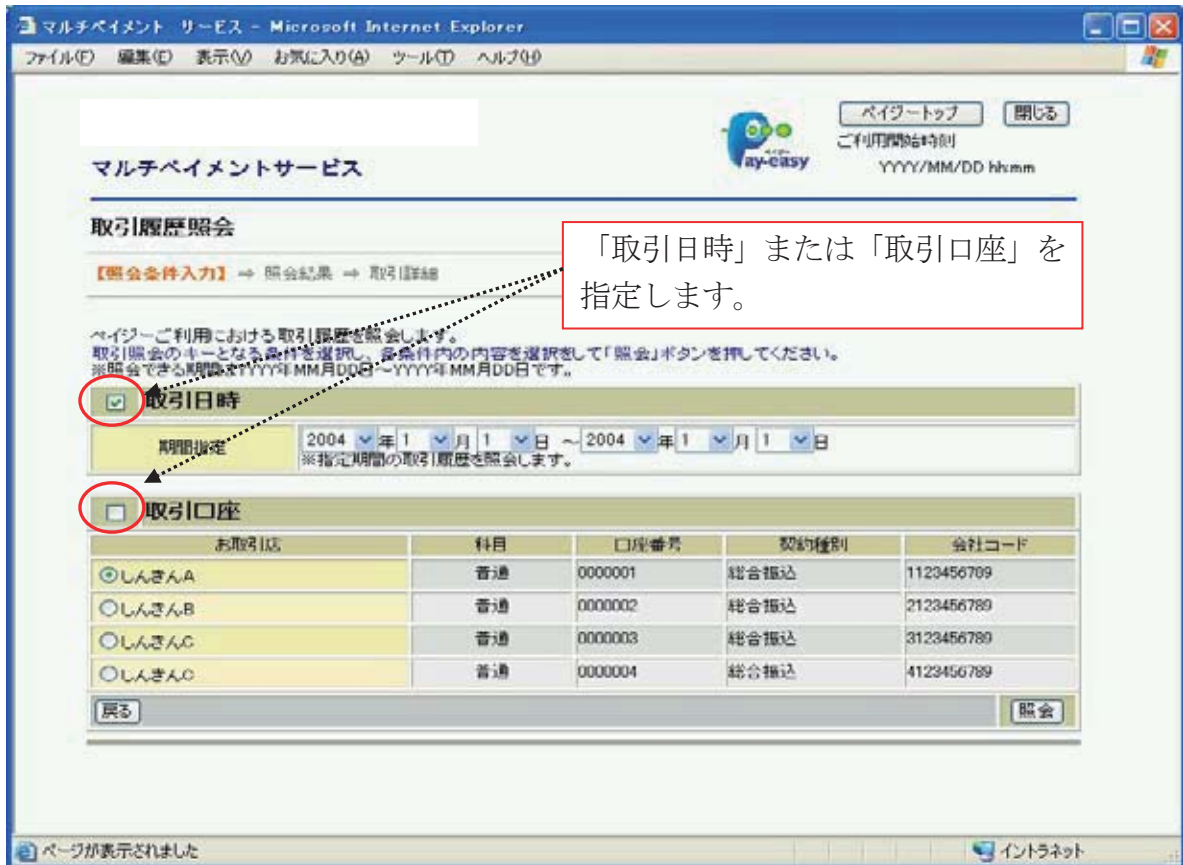 マルチペイメント サービス - Microsoft Internet Explorer
ファイル(F) 編集(E) 表示(V) お気に入り(A) ツール(T) ヘルプ(H)
ペイジートップ 閉じる
Pay-easy
ご利用開始時刻
YYYY/MM/DD hh:mm
マルチペイメントサービス
取引履歴照会
「取引日時」または「取引口座」を
指定します。
【照会条件入力】 ⇒ 照会結果 ⇒ 取引詳細
ペイジーご利用における取引履歴を照会します。
取引照会のキーとなる条件を選択し、各条件内の内容を選択をして「照会」ボタンを押してください。
※照会できる期間はYYYY年MM月DD日～YYYY年MM月DD日です。
取引日時
期間指定 2004 年 1 月 1 日 ～ 2004 年 1 月 1 日
※指定期間の取引履歴を照会します。
取引口座
お取引店 科目 口座番号 契約種別 会社コード
しんきんA 普通 0000001 総合振込 1123456789
しんきんB 普通 0000002 総合振込 2123456789
しんきんC 普通 0000003 総合振込 3123456789
しんきんC 普通 0000004 総合振込 4123456789
戻る 照会
ページが表示されました イントラネット